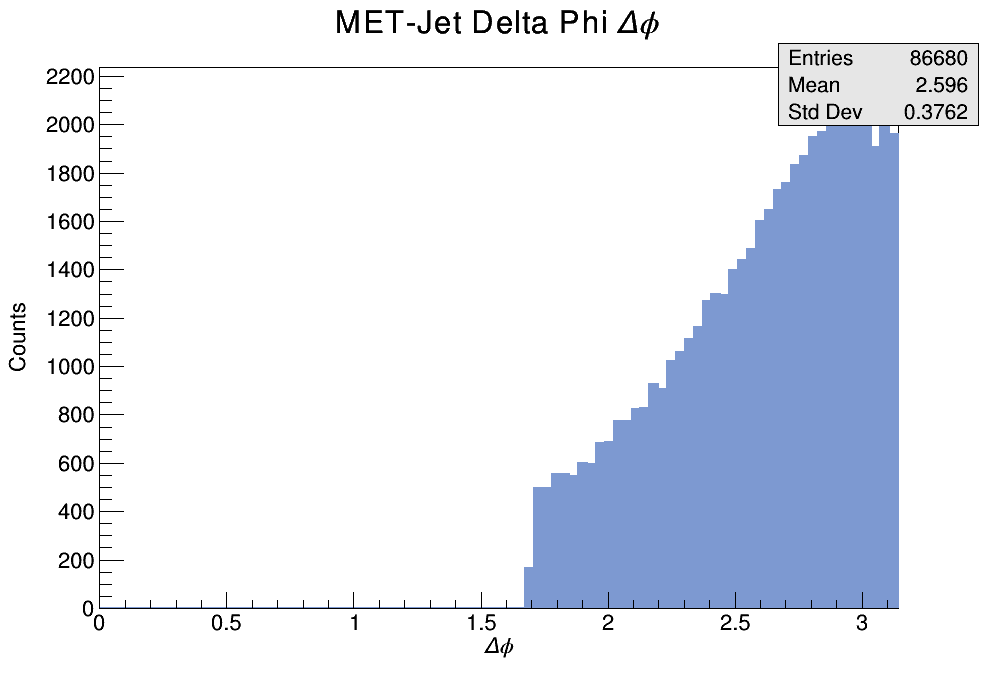 MET-Jet Delta Phi Δϕ
Entries 86680
Mean 2.596
Std Dev 0.3762
2200
2000
1800
1600
1400
1200
1000
800
600
400
200
0
Counts
0 0.5 1 1.5 2 2.5 3
Δϕ